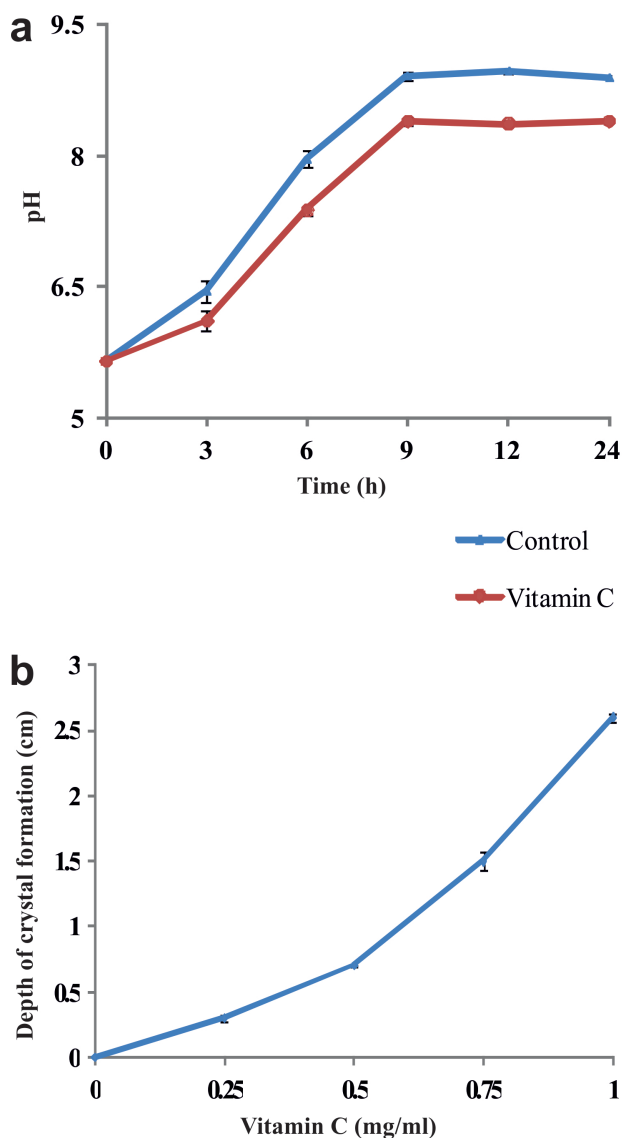 a
9.5
8
6.5
5
pH
0 3 6 9 12 24
Time (h)
Control
Vitamin C
b
3
2.5
2
1.5
1
0.5
0
Depth of crystal formation (cm)
0 0.25 0.5 0.75 1
Vitamin C (mg/ml)